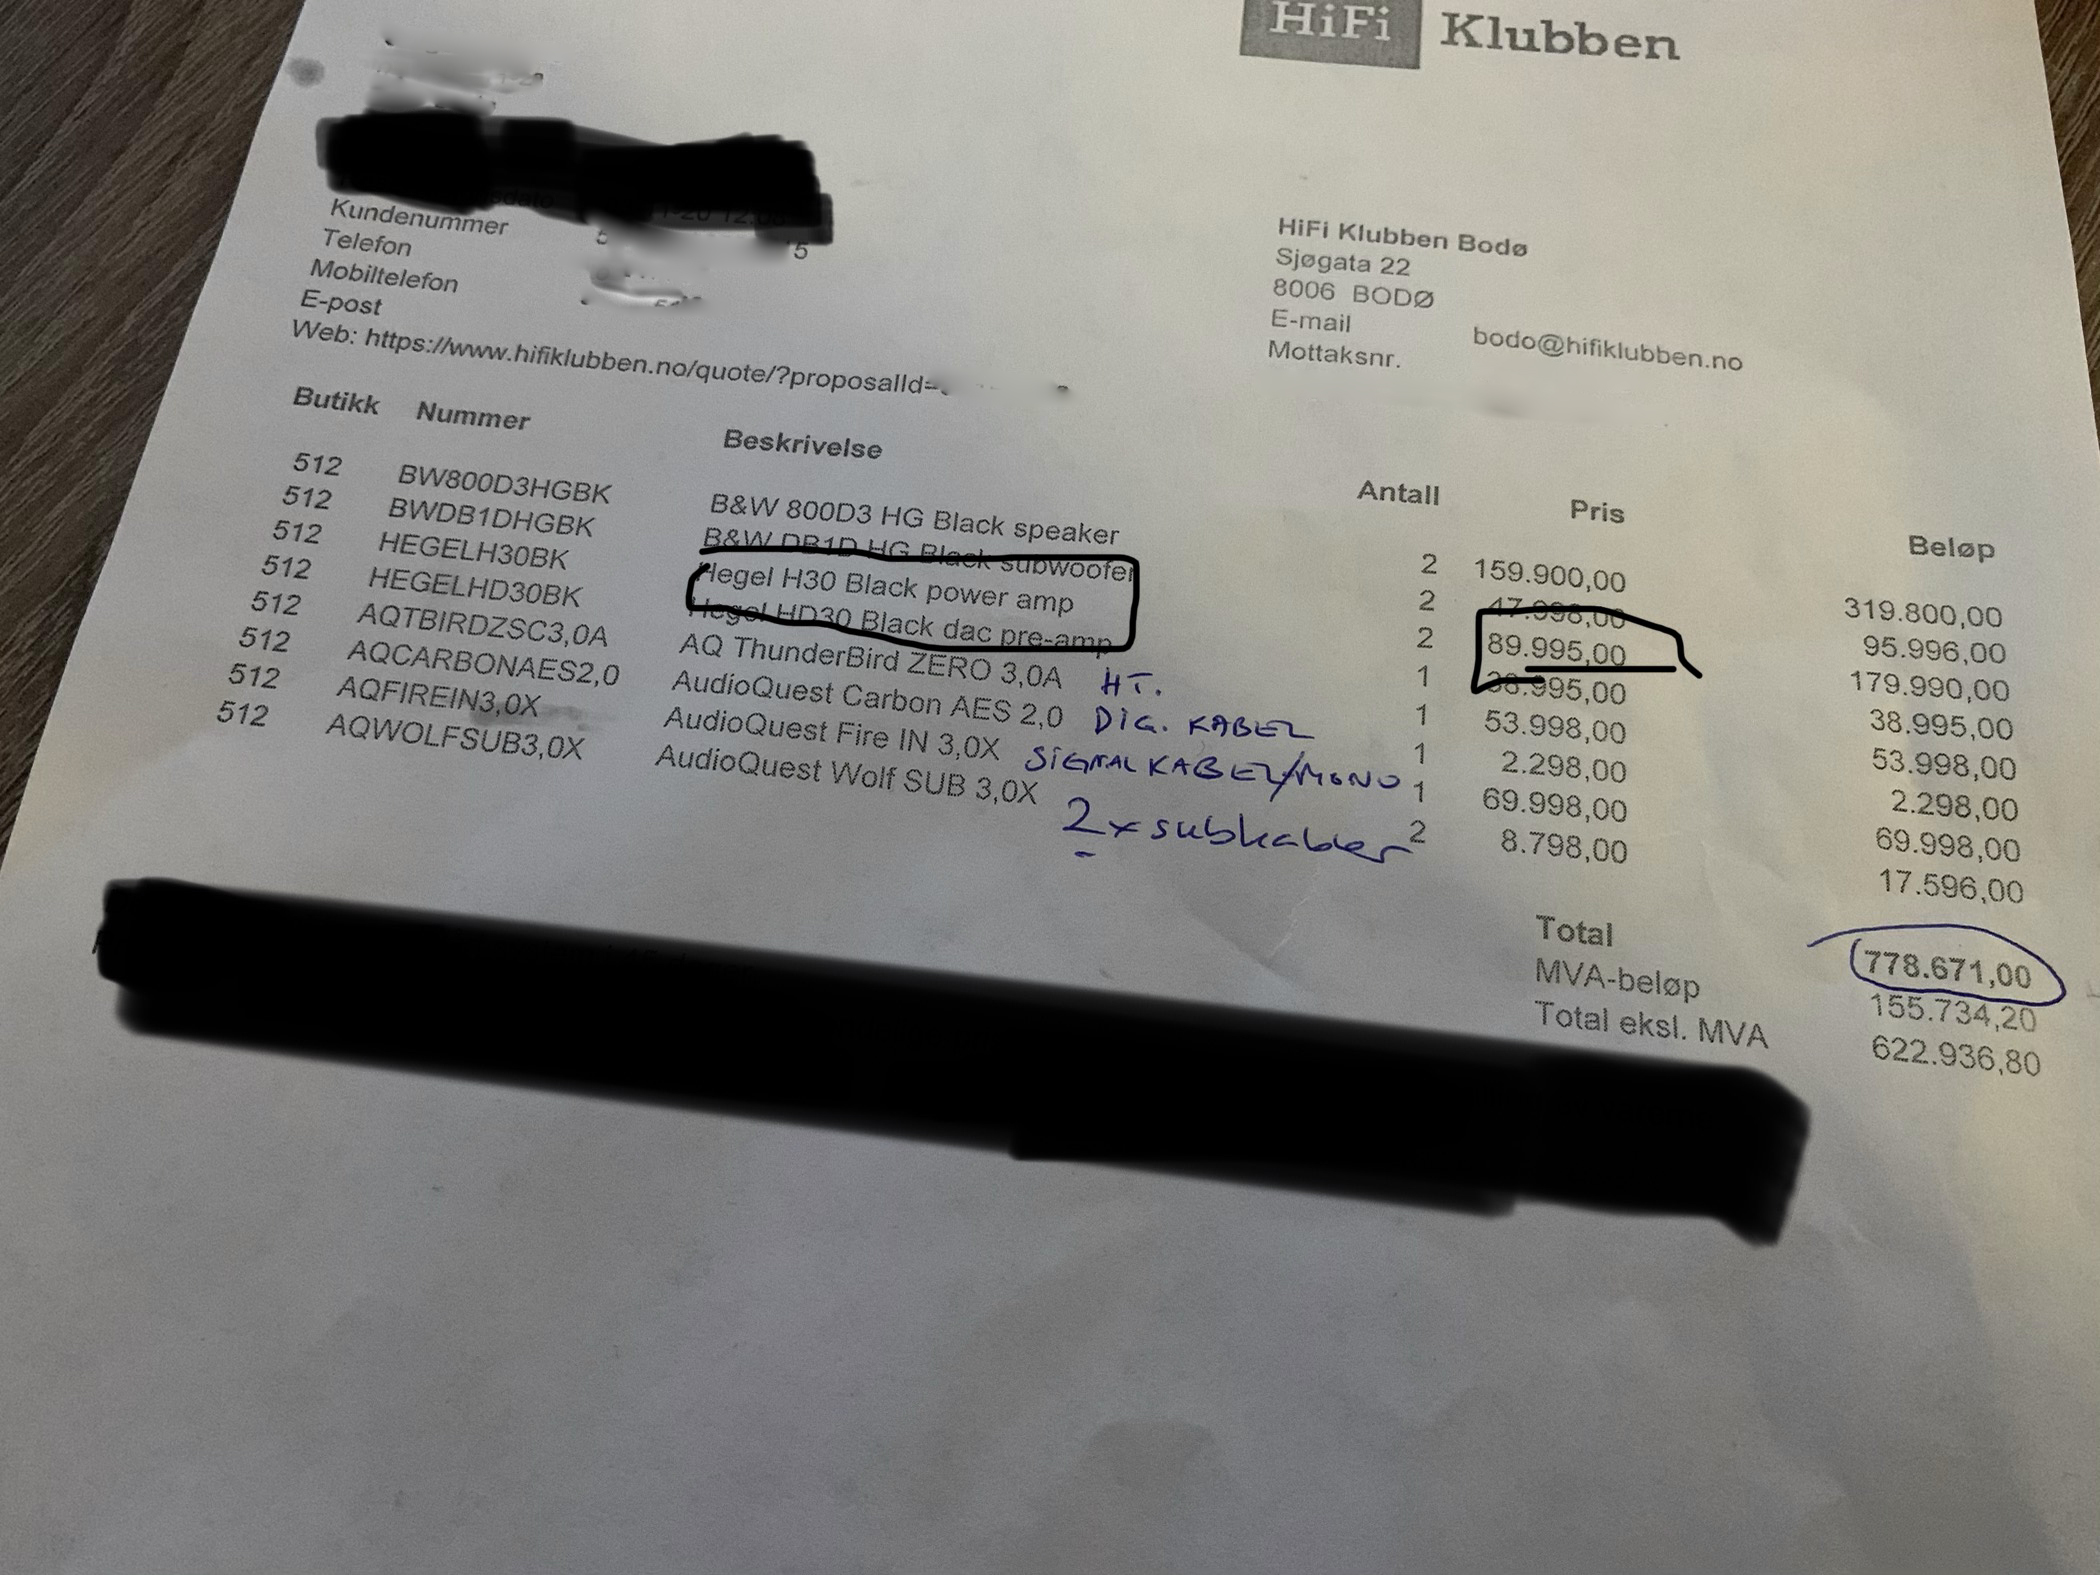 HiFi Klubben
Kundenummer
Telefon
Mobiltelefon
E-post
Web: https://www.hifiklubben.no/quote/?proposalId=
HiFi Klubben Bodø
Sjøgata 22
8006 BODØ
E-mail bodo@hifiklubben.no
Mottaksnr.
Butikk Nummer Beskrivelse Antall Pris Beløp
512 BW800D3HGBK B&W 800D3 HG Black speaker 2 159.900,00 319.800,00
512 BWDB1DHGBK B&W DB1D HG Black subwoofer 2 47.998,00 95.996,00
512 HEGELH30BK Hegel H30 Black power amp 2 89.995,00 179.990,00
512 HEGELHD30BK Hegel HD30 Black dac pre-amp 1 38.995,00 38.995,00
512 AQTBIRDZSC3,0A AQ ThunderBird ZERO 3,0A HT. 1 53.998,00 53.998,00
512 AQCARBONAES2,0 AudioQuest Carbon AES 2,0 DIG. KABEL 1 2.298,00 2.298,00
512 AQFIREIN3,0X AudioQuest Fire IN 3,0X SIGNALKABEL/MONO 1 69.998,00 69.998,00
512 AQWOLFSUB3,0X AudioQuest Wolf SUB 3,0X 2x subkabler 2 8.798,00 17.596,00
Total 778.671,00
MVA-beløp 155.734,20
Total eksl. MVA 622.936,80